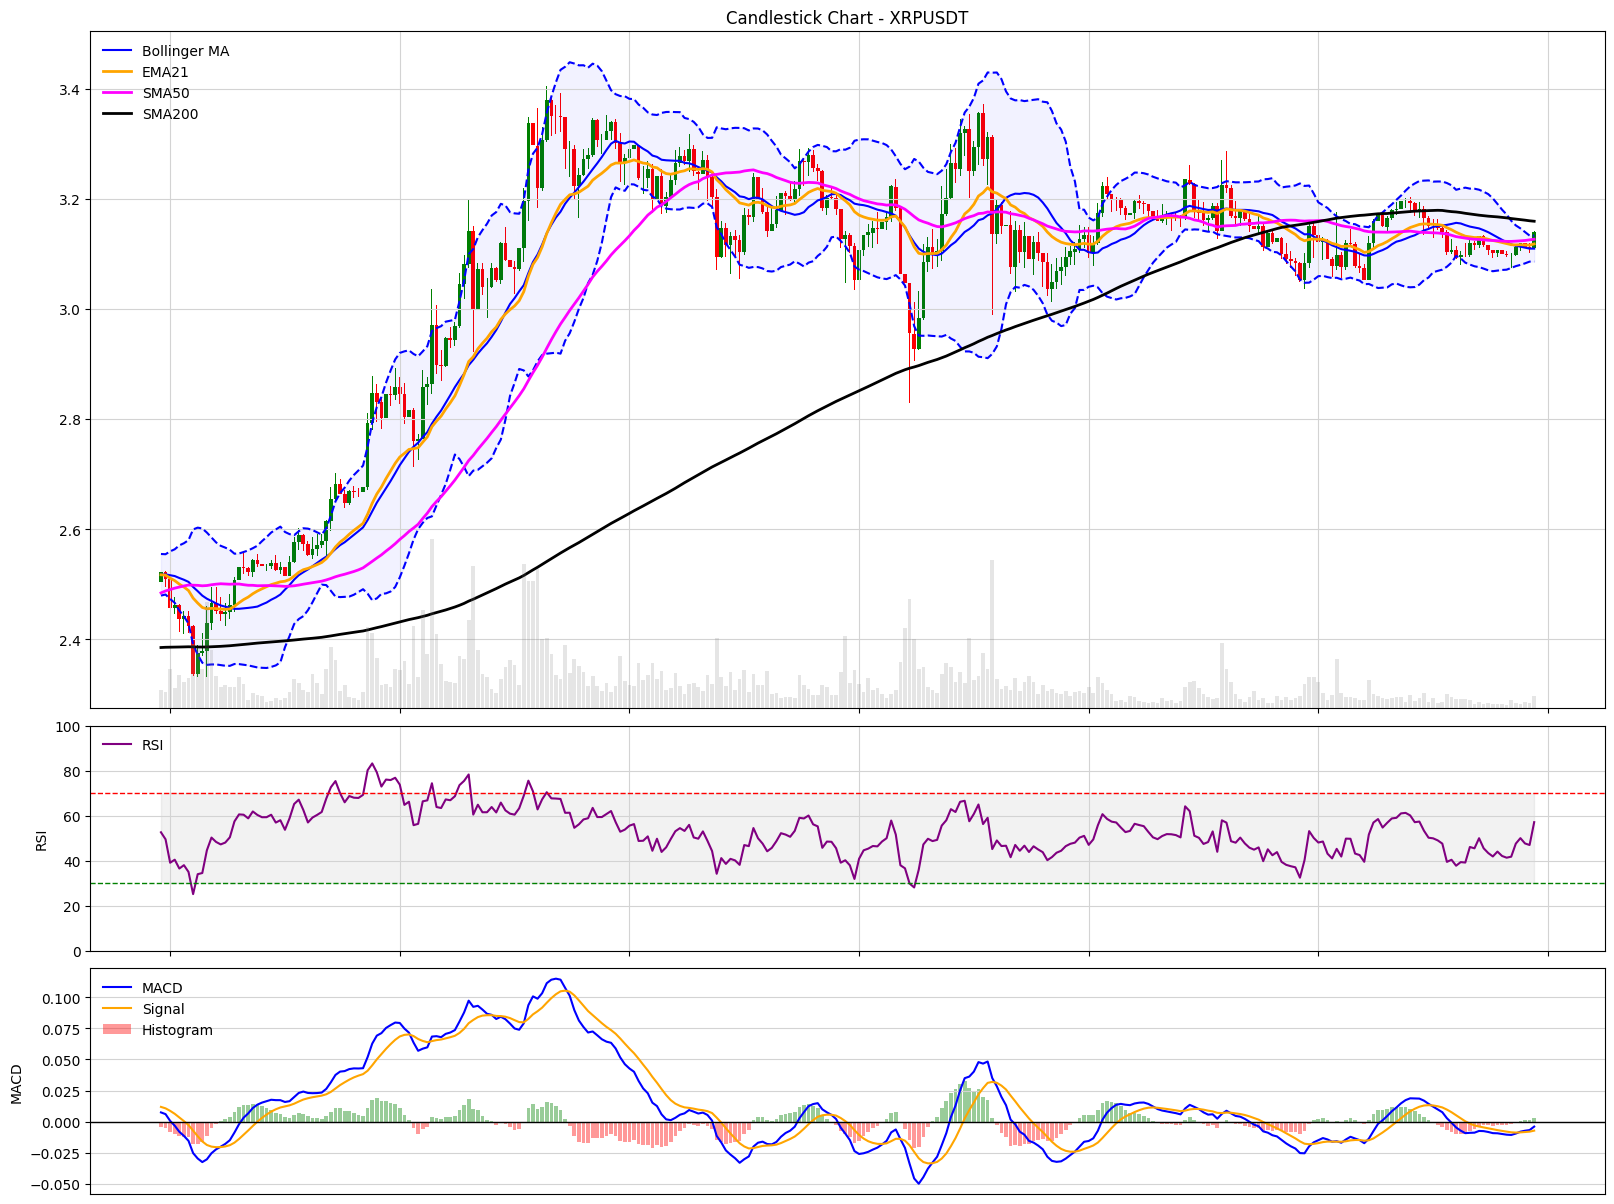 Candlestick Chart - XRPUSDT
Bollinger MA
EMA21
SMA50
SMA200
3.4
3.2
3.0
2.8
2.6
2.4
RSI
100
80
60
40
20
0
RSI
MACD
Signal
Histogram
0.100
0.075
0.050
0.025
0.000
−0.025
−0.050
MACD